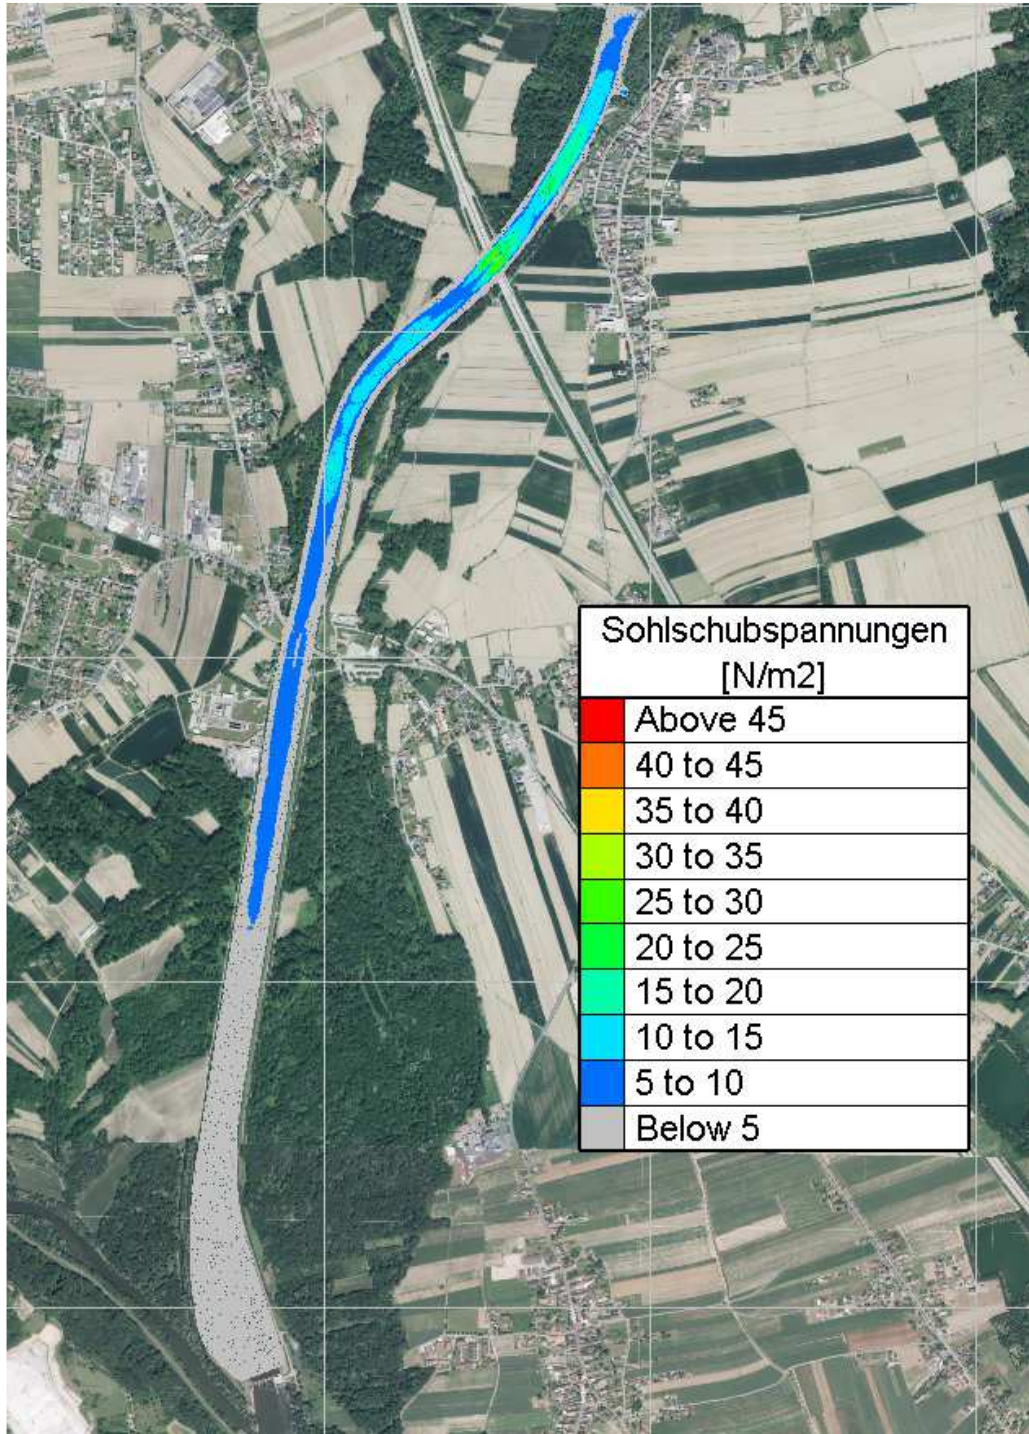 Sohlschubspannungen
[N/m2]
Above 45
40 to 45
35 to 40
30 to 35
25 to 30
20 to 25
15 to 20
10 to 15
5 to 10
Below 5